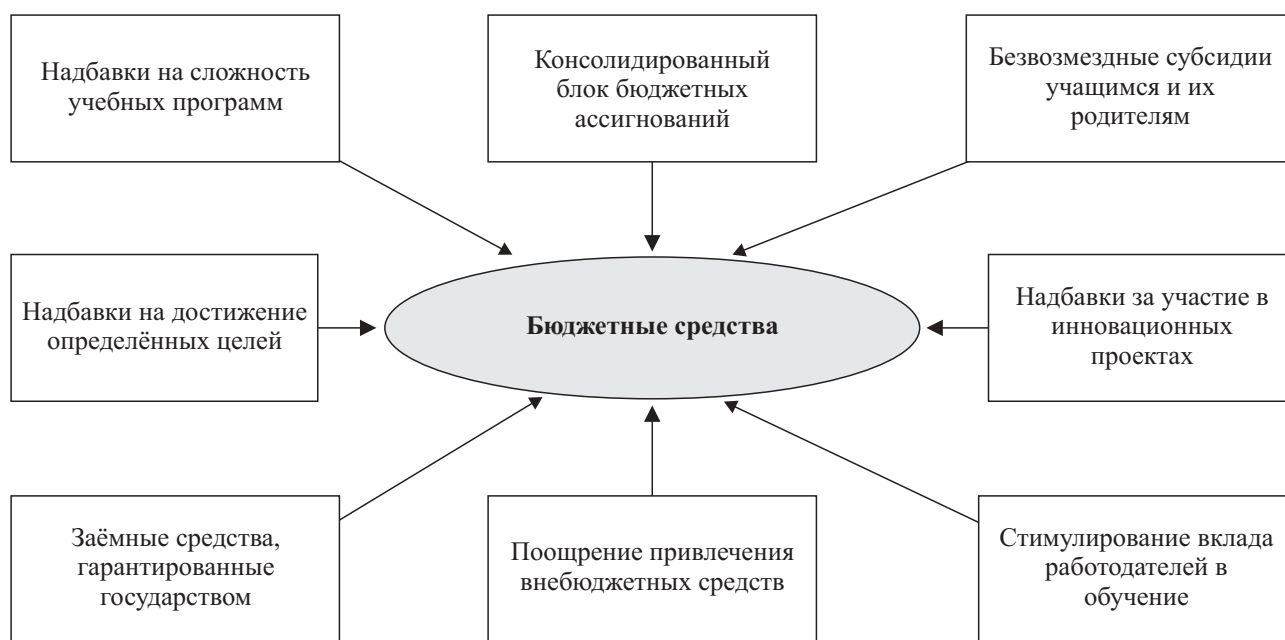 Надбавки на сложность
учебных программ
Консолидированный
блок бюджетных
ассигнований
Безвозмездные субсидии
учащимся и их
родителям
Надбавки на достижение
определённых целей
Бюджетные средства
Надбавки за участие в
инновационных
проектах
Заёмные средства,
гарантированные
государством
Поощрение привлечения
внебюджетных средств
Стимулирование вклада
работодателей в
обучение